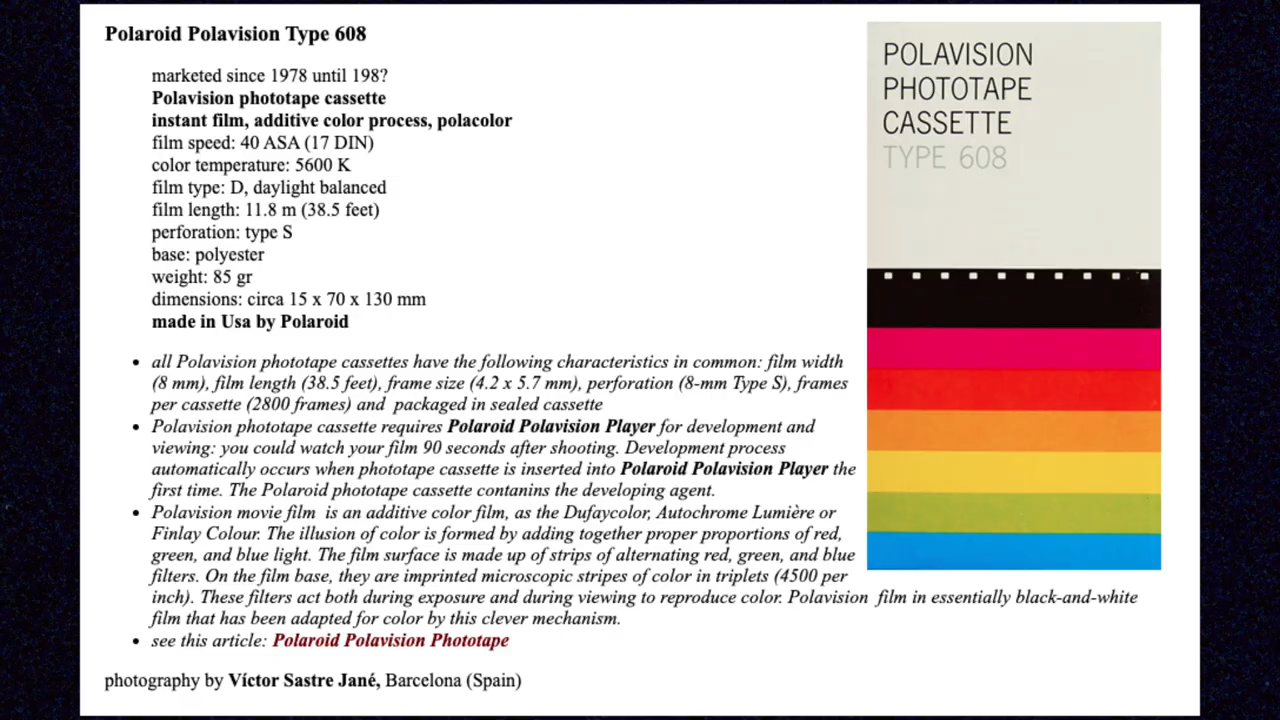 Polaroid Polavision Type 608
marketed since 1978 until 198?
Polavision phototape cassette
instant film, additive color process, polacolor
film speed: 40 ASA (17 DIN)
color temperature: 5600 K
film type: D, daylight balanced
film length: 11.8 m (38.5 feet)
perforation: type S
base: polyester
weight: 85 gr
dimensions: circa 15 x 70 x 130 mm
made in Usa by Polaroid
• all Polavision phototape cassettes have the following characteristics in common: film width
(8 mm), film length (38.5 feet), frame size (4.2 x 5.7 mm), perforation (8-mm Type S), frames
per cassette (2800 frames) and packaged in sealed cassette
• Polavision phototape cassette requires Polaroid Polavision Player for development and
viewing: you could watch your film 90 seconds after shooting. Development process
automatically occurs when phototape cassette is inserted into Polaroid Polavision Player the
first time. The Polaroid phototape cassette contanins the developing agent.
• Polavision movie film is an additive color film, as the Dufaycolor, Autochrome Lumière or
Finlay Colour. The illusion of color is formed by adding together proper proportions of red,
green, and blue light. The film surface is made up of strips of alternating red, green, and blue
filters. On the film base, they are imprinted microscopic stripes of color in triplets (4500 per
inch). These filters act both during exposure and during viewing to reproduce color. Polavision film in essentially black-and-white
film that has been adapted for color by this clever mechanism.
• see this article: Polaroid Polavision Phototape
photography by Víctor Sastre Jané, Barcelona (Spain)
POLAVISION
PHOTOTAPE
CASSETTE
TYPE 608